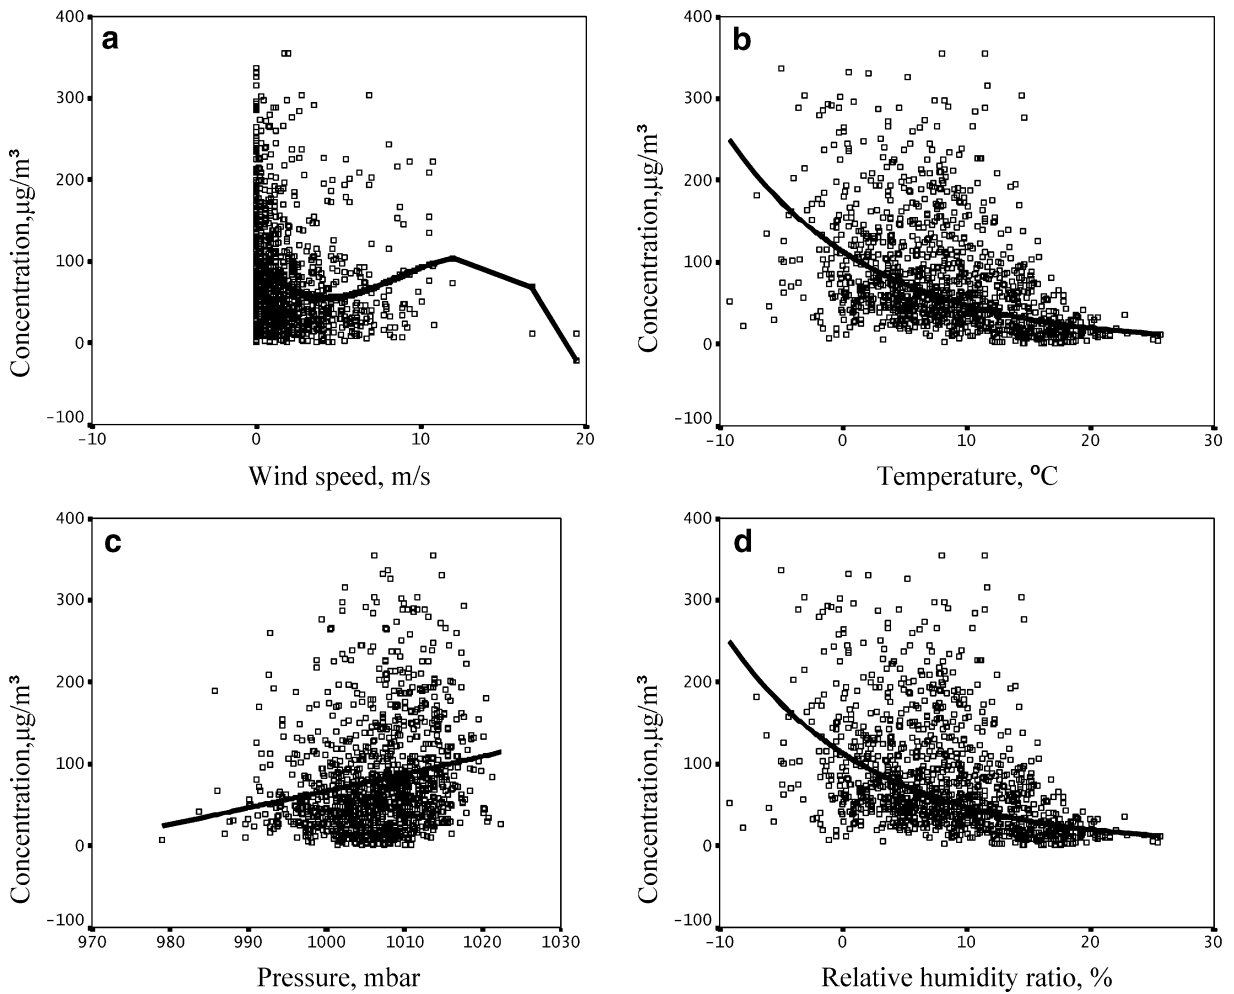 a
400
300
200
100
0
−100
−10 0 10 20
Concentration,µg/m³
Wind speed, m/s
b
400
300
200
100
0
−100
−10 0 10 20 30
Concentration,µg/m³
Temperature, ºC
c
400
300
200
100
0
−100
970 980 990 1000 1010 1020 1030
Concentration,µg/m³
Pressure, mbar
d
400
300
200
100
0
−100
−10 0 10 20 30
Concentration,µg/m³
Relative humidity ratio, %